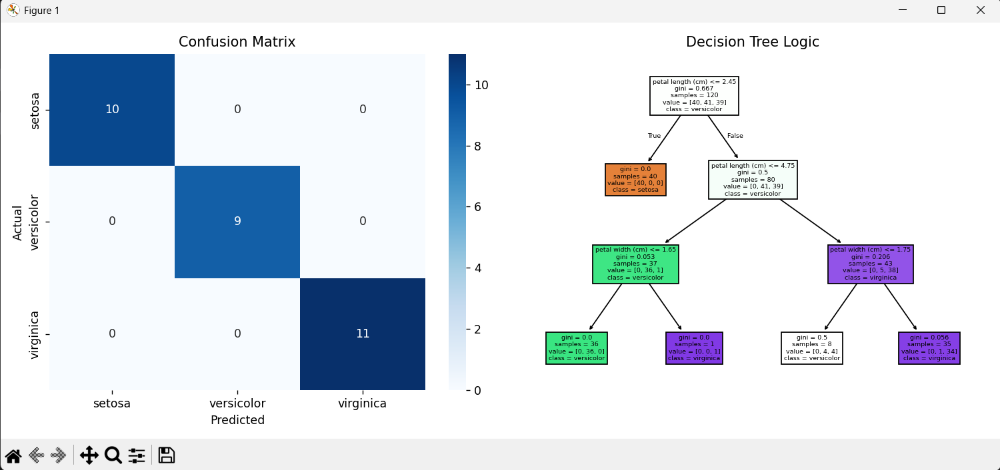 Figure 1
Confusion Matrix
10
0
0
0
9
0
0
0
11
setosa
versicolor
virginica
Actual
setosa
versicolor
virginica
Predicted
10
8
6
4
2
0
Decision Tree Logic
petal length (cm) <= 2.45
gini = 0.667
samples = 120
value = [40, 41, 39]
class = versicolor
True
False
gini = 0.0
samples = 40
value = [40, 0, 0]
class = setosa
petal length (cm) <= 4.75
gini = 0.5
samples = 80
value = [0, 41, 39]
class = versicolor
petal width (cm) <= 1.65
gini = 0.053
samples = 37
value = [0, 36, 1]
class = versicolor
petal width (cm) <= 1.75
gini = 0.206
samples = 43
value = [0, 5, 38]
class = virginica
gini = 0.0
samples = 36
value = [0, 36, 0]
class = versicolor
gini = 0.0
samples = 1
value = [0, 0, 1]
class = virginica
gini = 0.5
samples = 8
value = [0, 4, 4]
class = versicolor
gini = 0.056
samples = 35
value = [0, 1, 34]
class = virginica